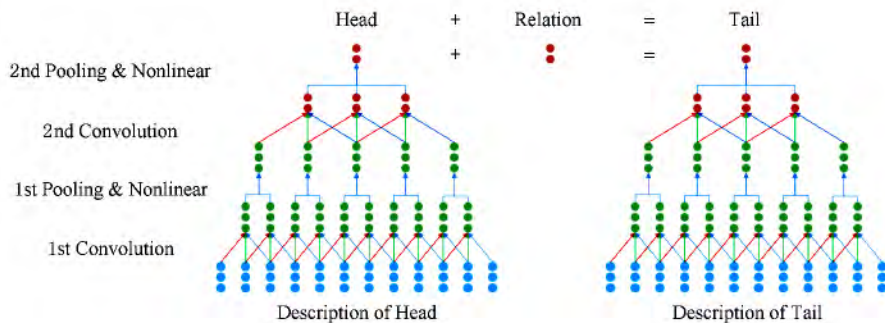 Head + Relation = Tail
+ =
2nd Pooling & Nonlinear
2nd Convolution
1st Pooling & Nonlinear
1st Convolution
Description of Head Description of Tail